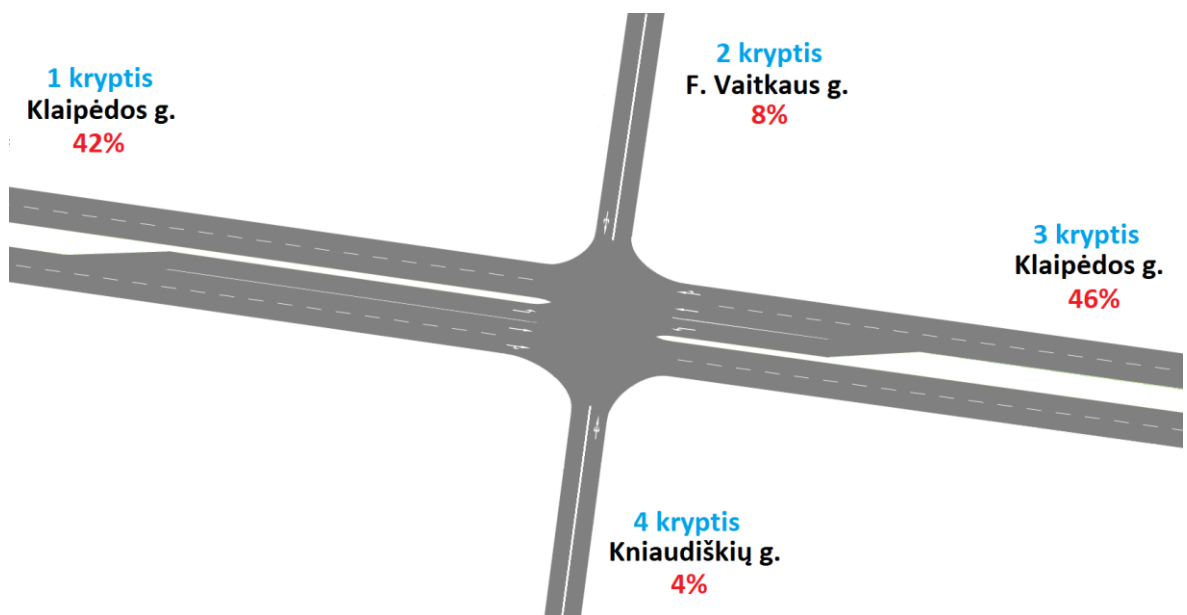 1 kryptis
Klaipėdos g.
42%
2 kryptis
F. Vaitkaus g.
8%
3 kryptis
Klaipėdos g.
46%
4 kryptis
Kniaudiškių g.
4%